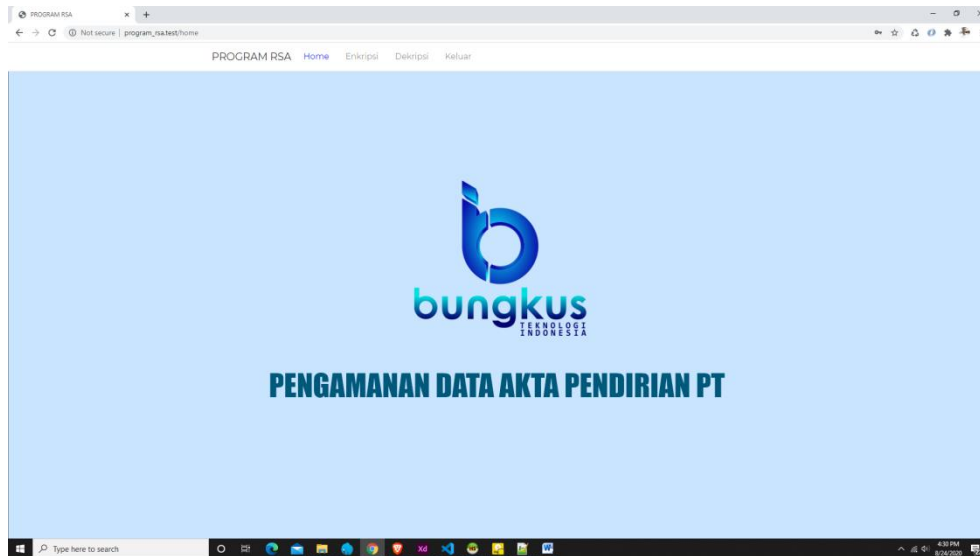 PROGRAM RSA
Not secure | program_rsa.test/home
PROGRAM RSA Home Enkripsi Dekripsi Keluar
bungkus
TEKNOLOGI
INDONESIA
PENGAMANAN DATA AKTA PENDIRIAN PT
Type here to search
Xd
W
4:30 PM
8/24/2020